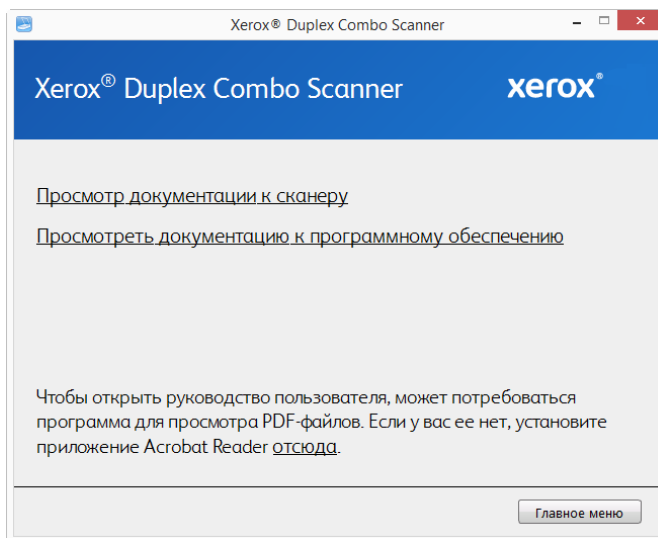 Xerox® Duplex Combo Scanner
Xerox® Duplex Combo Scanner
xerox®
Просмотр документации к сканеру
Просмотреть документацию к программному обеспечению
Чтобы открыть руководство пользователя, может потребоваться
программа для просмотра PDF-файлов. Если у вас ее нет, установите
приложение Acrobat Reader отсюда.
Главное меню